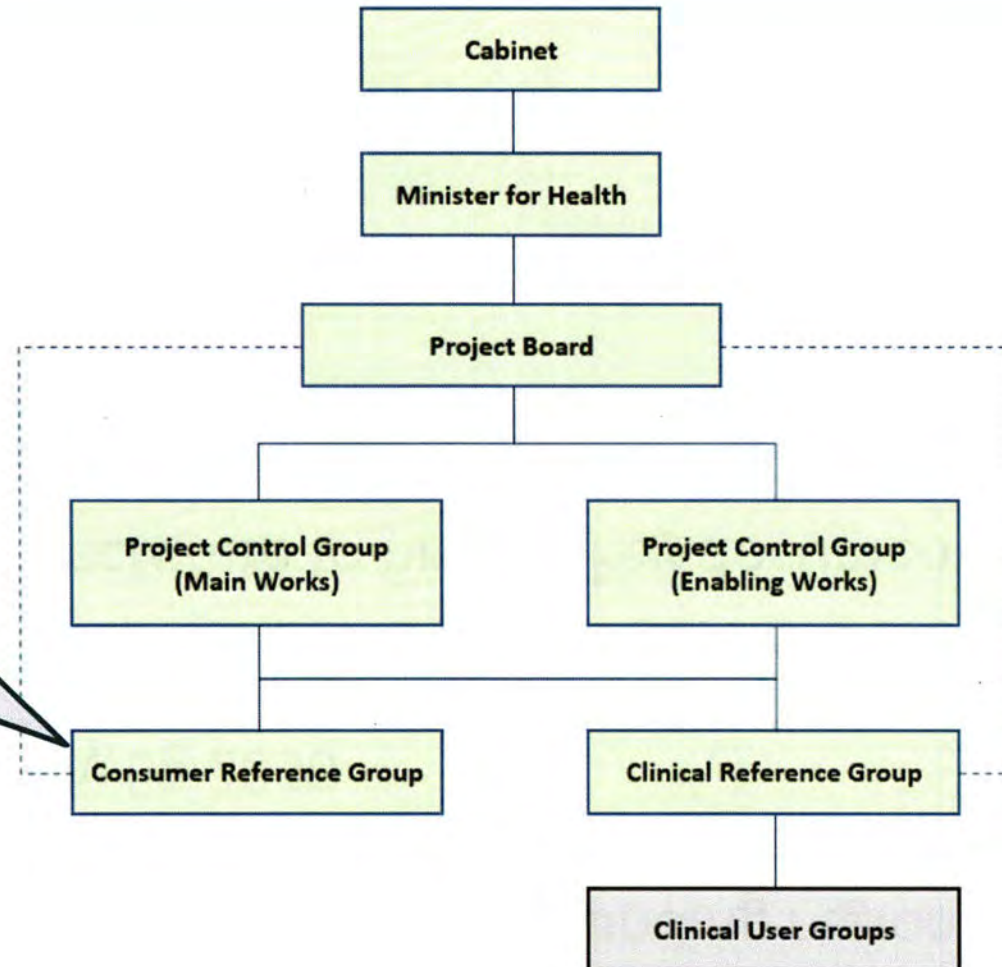 Cabinet
Minister for Health
Project Board
Project Control Group
(Main Works)
Project Control Group
(Enabling Works)
Consumer Reference Group
Clinical Reference Group
Clinical User Groups